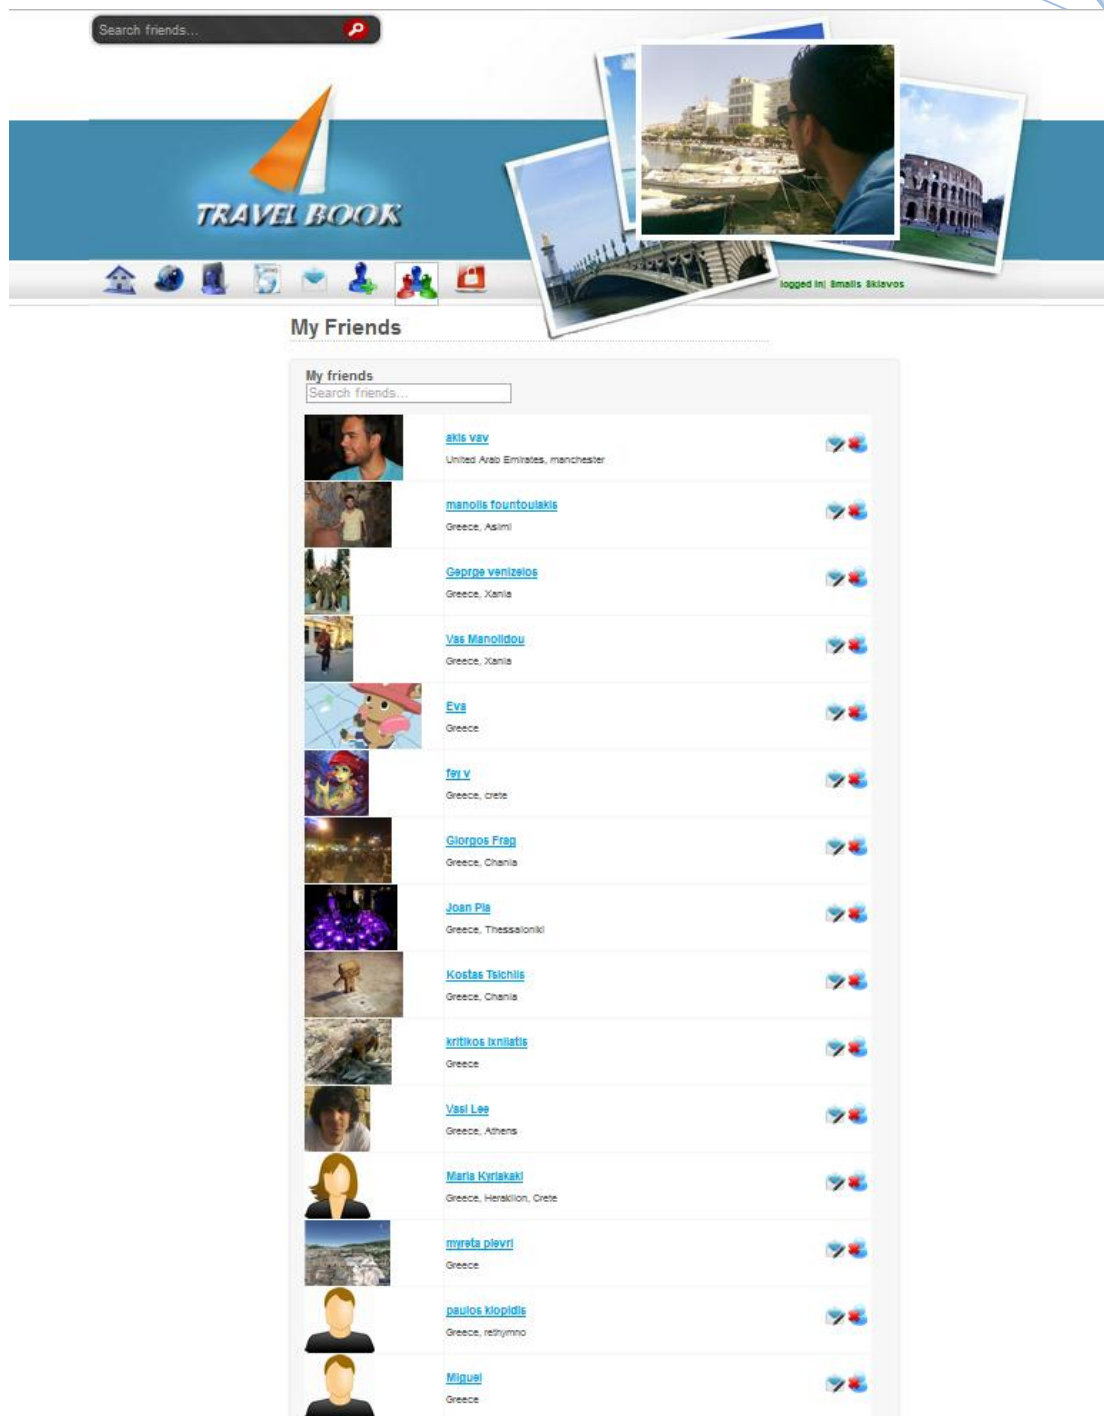 Search friends...
TRAVEL BOOK
logged in| Smails Sklavos
My Friends
My friends
Search friends...
akis vav
United Arab Emirates, manchester
manolis fountoulakis
Greece, Asimi
Geprge venizelos
Greece, Xania
Vas Manolidou
Greece, Xania
Eva
Greece
fey v
Greece, crete
Giorgos Frag
Greece, Chania
Joan Pla
Greece, Thessaloniki
Kostas Tsichlis
Greece, Chania
kritikos ixnilatis
Greece
Vasi Lee
Greece, Athens
Maria Kyriakaki
Greece, Heraklion, Crete
myreta plevri
Greece
paulos klopidis
Greece, rethymno
Miguel
Greece